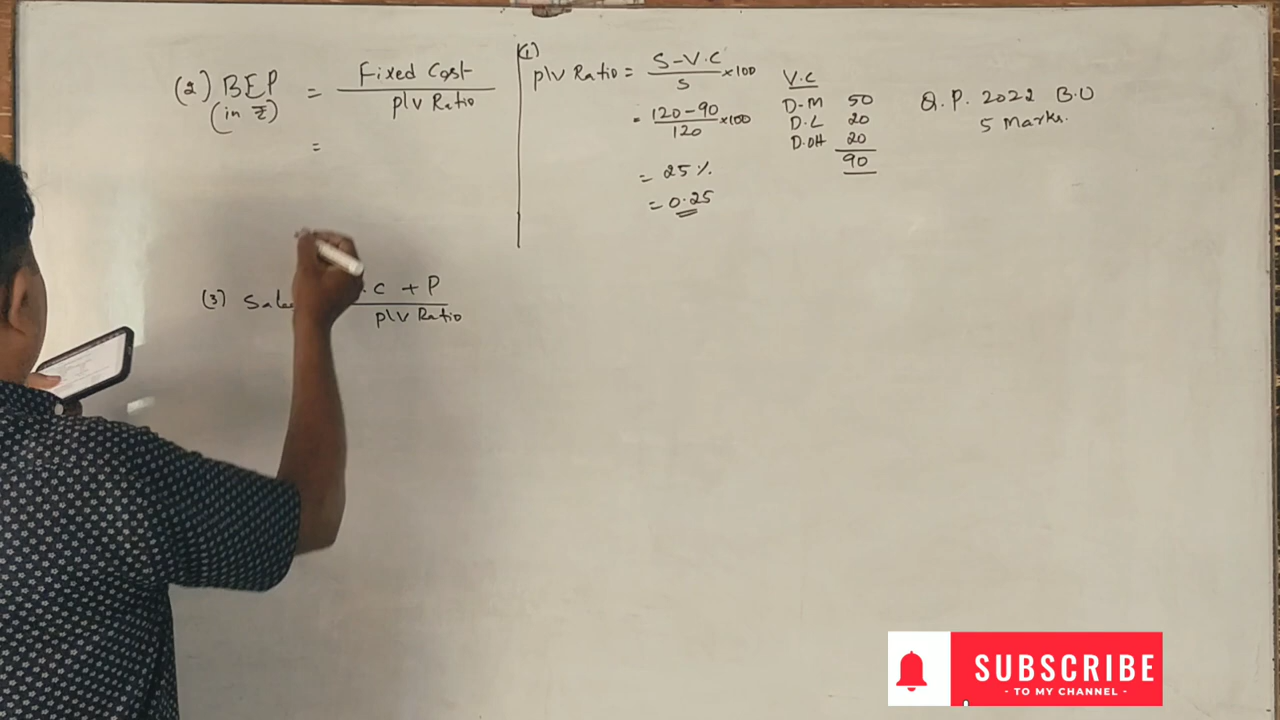 (1)
P/V Ratio = S-V.C / S ×100
= 120-90 / 120 ×100
= 25%
= 0.25
V.C
D-M 50
D.L 20
D.OH 20
90
Q.P. 2022 B.U
5 Marks.
(2) BEP = Fixed Cost / P/V Ratio
(in ₹)
=
(3) .C + P / P/V Ratio
SUBSCRIBE
- TO MY CHANNEL -